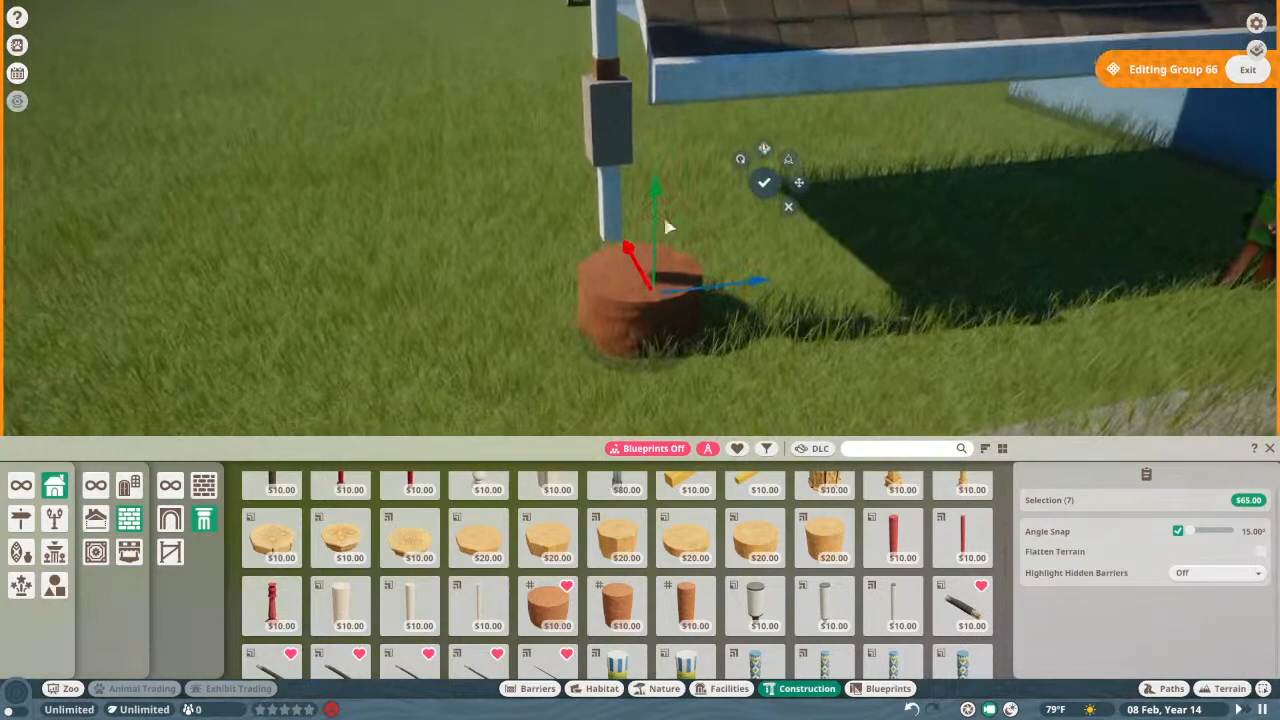 Editing Group 66
Exit
Blueprints Off
DLC
$10.00 $10.00 $10.00 $10.00 $10.00 $80.00 $10.00 $10.00 $10.00 $10.00 $10.00
Selection (7) $65.00
Angle Snap 15.00°
$10.00 $10.00 $10.00 $20.00 $10.00 $10.00 $20.00 $20.00 $20.00 $10.00 $10.00
Flatten Terrain
Highlight Hidden Barriers Off
$10.00 $10.00 $10.00 $10.00 $10.00 $10.00 $10.00 $10.00 $10.00 $10.00 $10.00
Zoo Animal Trading Exhibit Trading Barriers Habitat Nature Facilities Construction Blueprints Paths Terrain
Unlimited Unlimited 0 79°F 08 Feb, Year 14